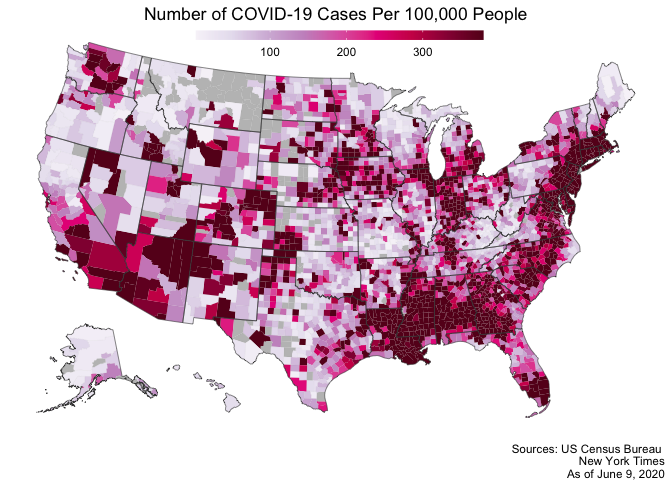 Number of COVID-19 Cases Per 100,000 People
100 200 300
Sources: US Census Bureau
New York Times
As of June 9, 2020